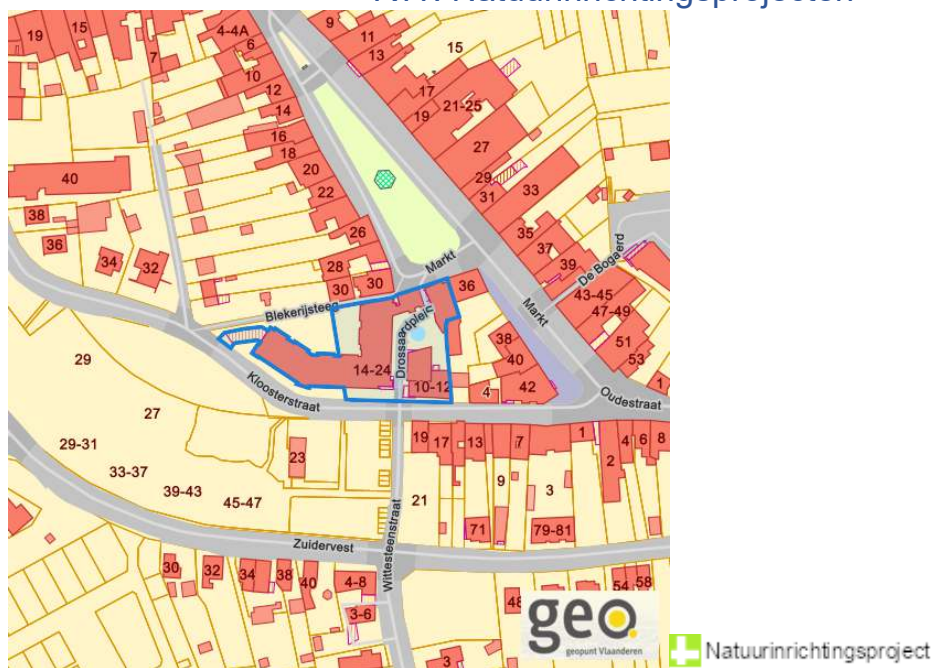 Natuurinrichtingsprojecten
19 15 7 4-4A 6 10 12 14 16 18 20 22 26 28 30 30
9 11 13 15 17 19 21-25 27 29 31 33 35 37 39
40 38 36 34 32
Markt
De Bogaerd
43-45
47-49
51
53
1
36
Markt
Blekerijsteeg
Drossaardplein
38
40
42
4
14-24
10-12
Kloosterstraat
Oudestraat
29
27
29-31
33-37
39-43
45-47
23
19 17 13 7 1 2 4 6 8
21 9 3
71 79-81
Wittesteenstraat
Zuidervest
30 32 34 38 40 4-8
3-6
48 54 58
3
geo
geopunt Vlaanderen
Natuurinrichtingsproject